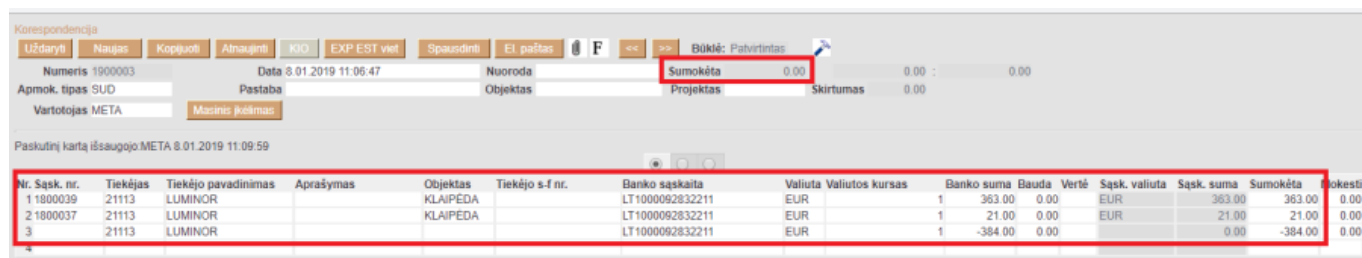 Korespondencija
Uždaryti Naujas Kopijuoti Atnaujinti KIO EXP EST viet Spausdinti El. paštas F << >> Būklė: Patvirtintas
Numeris 1900003 Data 8.01.2019 11:06:47 Nuoroda Sumokėta 0.00 0.00 : 0.00
Apmok. tipas SUD Pastaba Objektas Projektas Skirtumas 0.00
Vartotojas META Masinis įkėlimas
Paskutinį kartą išsaugojo:META 8.01.2019 11:09:59
Nr. Sąsk. nr. Tiekėjas Tiekėjo pavadinimas Aprašymas Objektas Tiekėjo s-f nr. Banko sąskaita Valiuta Valiutos kursas Banko suma Bauda Vertė Sąsk. valiuta Sąsk. suma Sumokėta Mokesti
1 1800039 21113 LUMINOR KLAIPĖDA LT1000092832211 EUR 1 363.00 0.00 EUR 363.00 363.00 0.00
2 1800037 21113 LUMINOR KLAIPĖDA LT1000092832211 EUR 1 21.00 0.00 EUR 21.00 21.00 0.00
3 21113 LUMINOR LT1000092832211 EUR 1 -384.00 0.00 0.00 -384.00 0.00
4